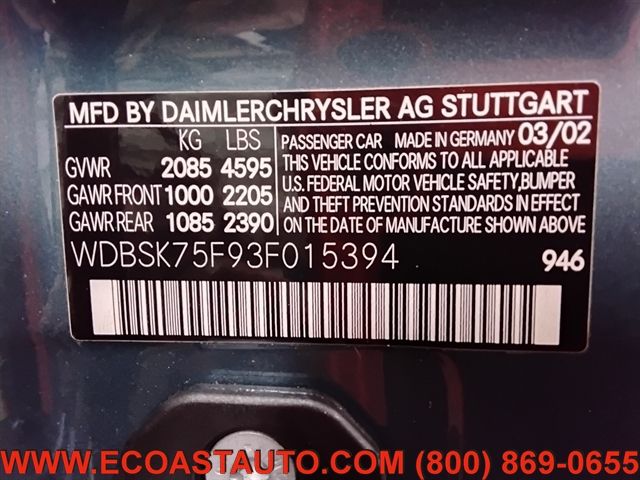 MFD BY DAIMLERCHRYSLER AG STUTTGART
KG LBS
GVWR 2085 4595
GAWR FRONT 1000 2205
GAWR REAR 1085 2390
PASSENGER CAR MADE IN GERMANY 03/02
THIS VEHICLE CONFORMS TO ALL APPLICABLE
U.S. FEDERAL MOTOR VEHICLE SAFETY, BUMPER
AND THEFT PREVENTION STANDARDS IN EFFECT
ON THE DATE OF MANUFACTURE SHOWN ABOVE.
WDBSK75F93F015394 946
WWW.ECOASTAUTO.COM (800) 869-0655